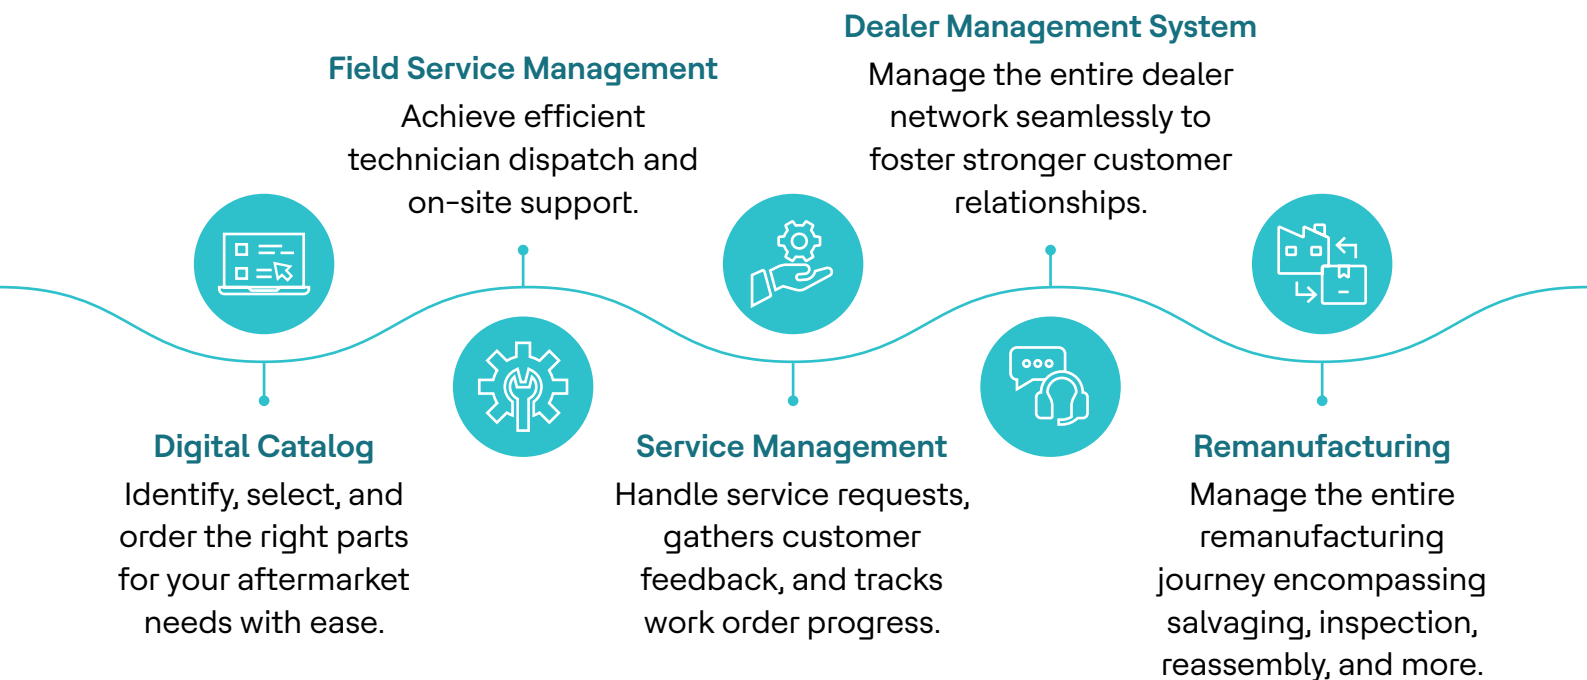 Digital Catalog
Identify, select, and
order the right parts
for your aftermarket
needs with ease.
Field Service Management
Achieve efficient
technician dispatch and
on-site support.
Service Management
Handle service requests,
gathers customer
feedback, and tracks
work order progress.
Dealer Management System
Manage the entire dealer
network seamlessly to
foster stronger customer
relationships.
Remanufacturing
Manage the entire
remanufacturing
journey encompassing
salvaging, inspection,
reassembly, and more.